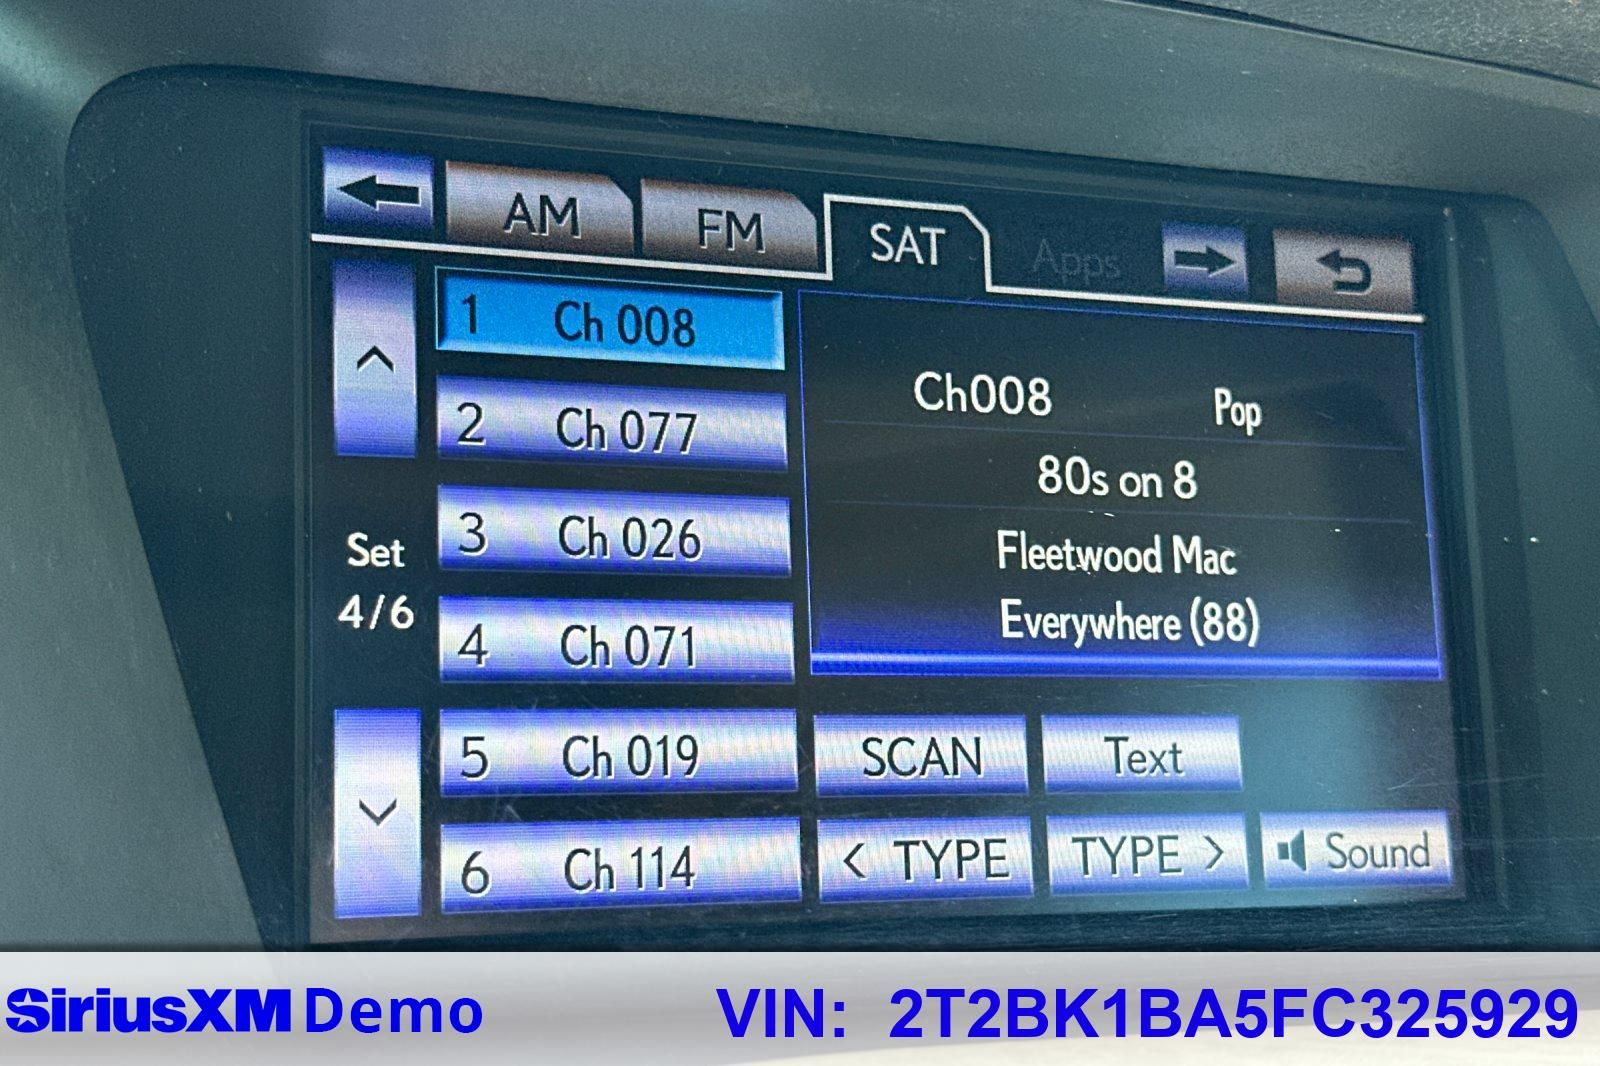 AM FM SAT Apps
1 Ch 008
2 Ch 077
3 Ch 026
4 Ch 071
5 Ch 019
6 Ch 114
Set
4/6
Ch008 Pop
80s on 8
Fleetwood Mac
Everywhere (88)
SCAN Text
< TYPE TYPE > Sound
SiriusXM Demo VIN: 2T2BK1BA5FC325929